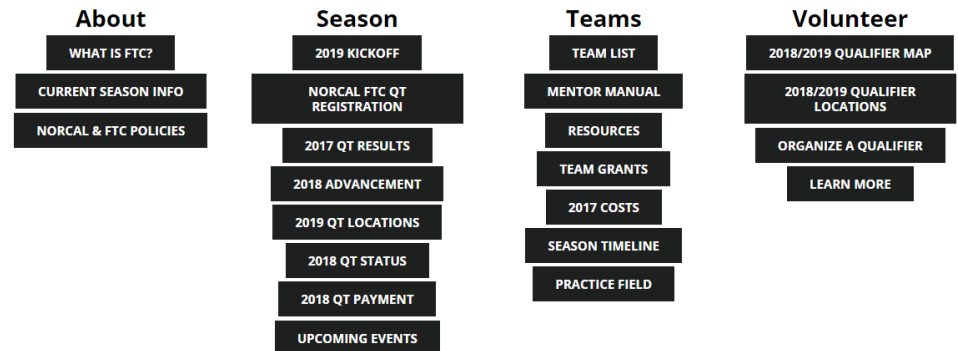 About
WHAT IS FTC?
CURRENT SEASON INFO
NORCAL & FTC POLICIES
Season
2019 KICKOFF
NORCAL FTC QT
REGISTRATION
2017 QT RESULTS
2018 ADVANCEMENT
2019 QT LOCATIONS
2018 QT STATUS
2018 QT PAYMENT
UPCOMING EVENTS
Teams
TEAM LIST
MENTOR MANUAL
RESOURCES
TEAM GRANTS
2017 COSTS
SEASON TIMELINE
PRACTICE FIELD
Volunteer
2018/2019 QUALIFIER MAP
2018/2019 QUALIFIER
LOCATIONS
ORGANIZE A QUALIFIER
LEARN MORE